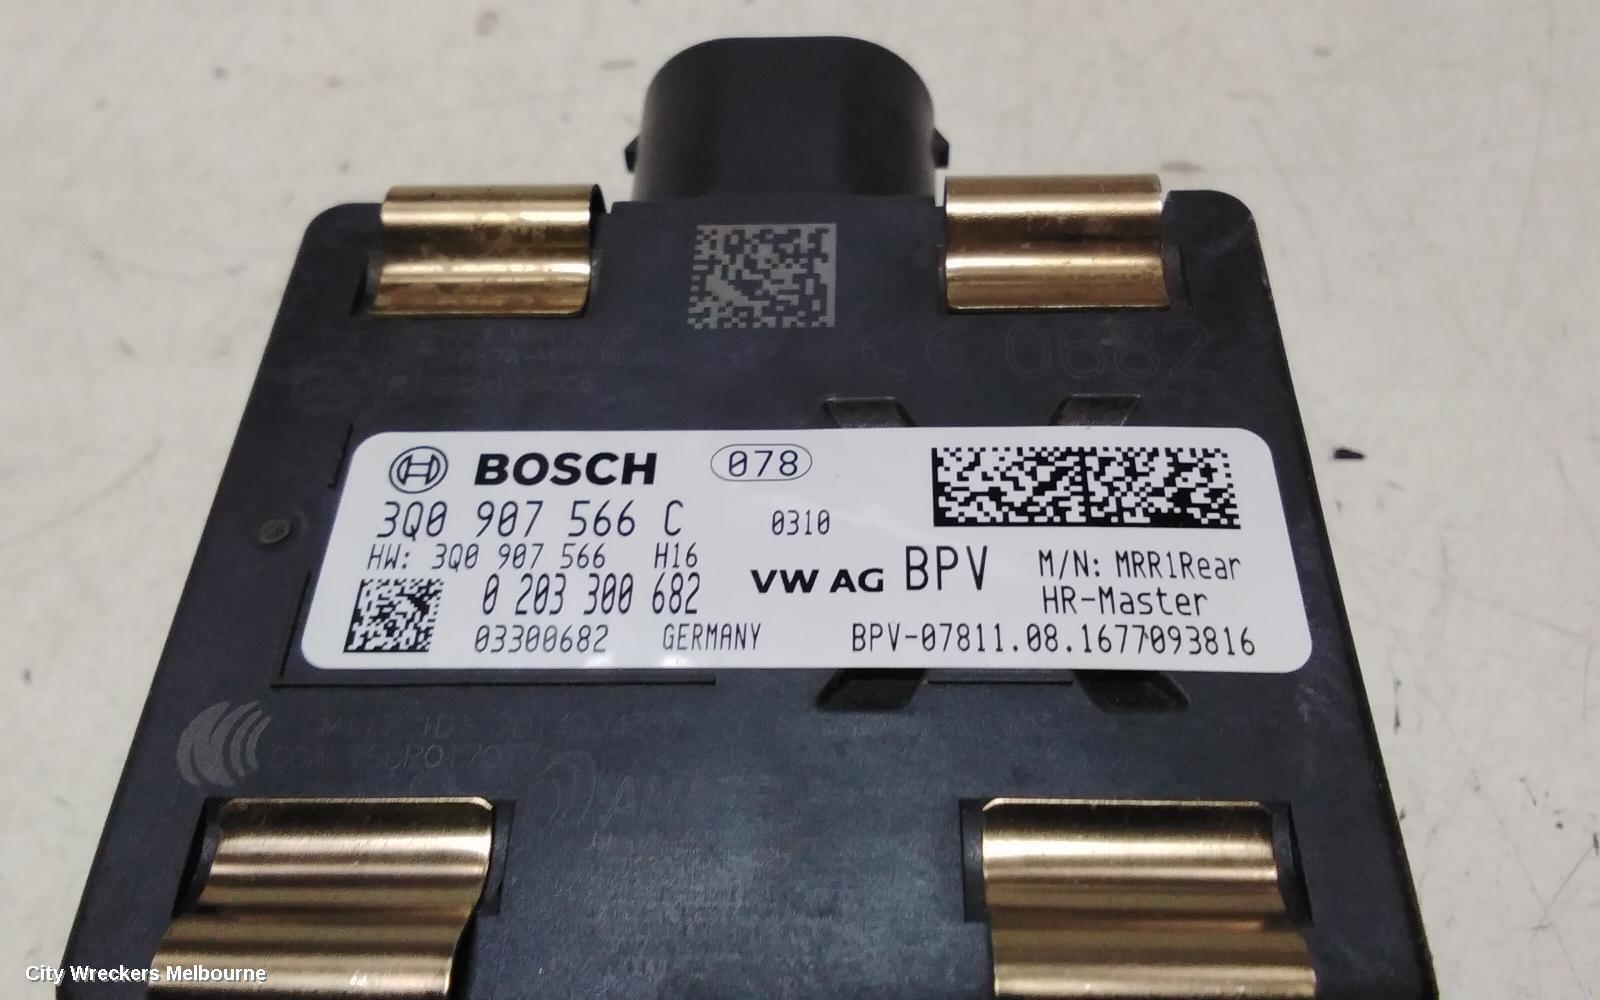 CE 0682
BOSCH 078
3Q0 907 566 C 0310
HW: 3Q0 907 566 H16
0 203 300 682 VW AG BPV M/N: MRR1Rear
HR-Master
03300682 GERMANY BPV-07811.08.1677093816
City Wreckers Melbourne